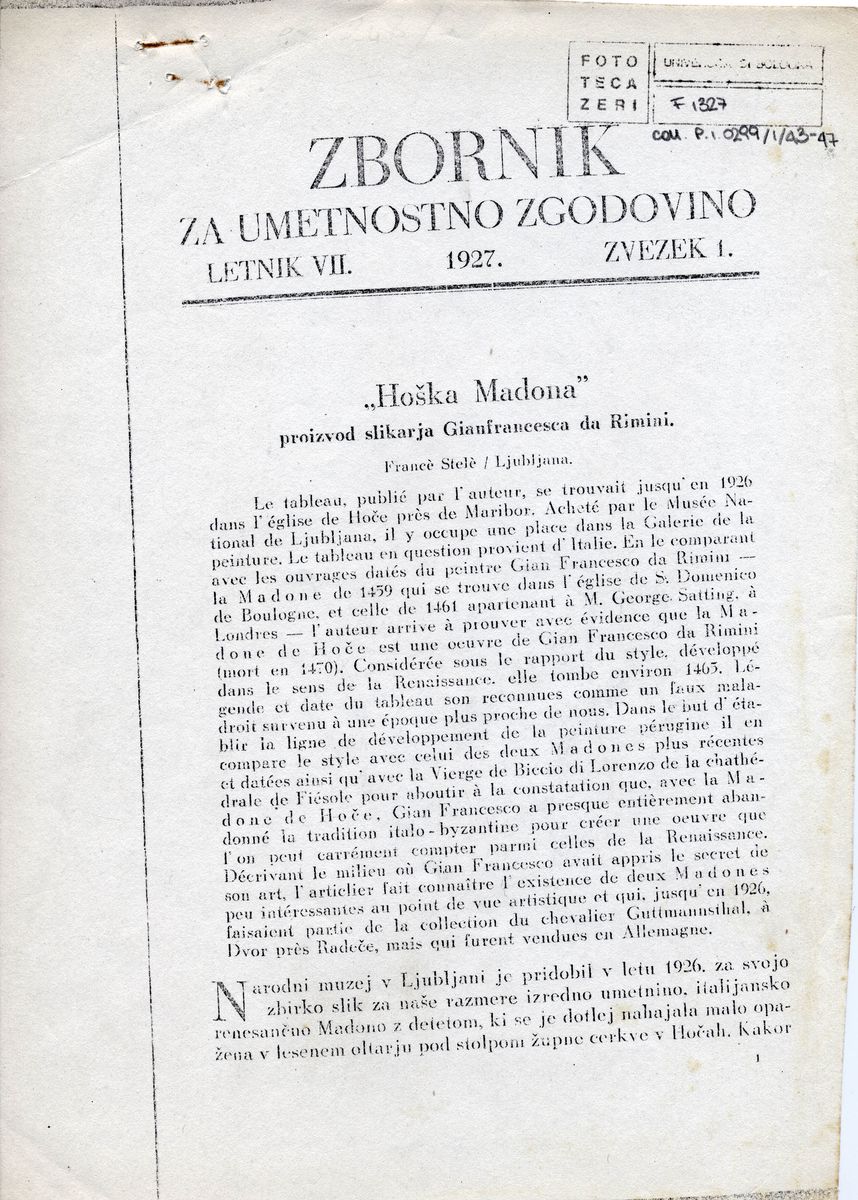 FOTO
TECA
ZERI
UNIVERSITÀ DI BOLOGNA
F 1327
COLL. P.I. 0299/1/43-47
ZBORNIK
ZA UMETNOSTNO ZGODOVINO
LETNIK VII. 1927. ZVEZEK 1.
„Hoška Madona”
proizvod slikarja Gianfrancesca da Rimini.
Francè Stelè / Ljubljana.
Le tableau, publié par l'auteur, se trouvait jusqu'en 1926
dans l'église de Hoče près de Maribor. Acheté par le Musée Na-
tional de Ljubljana, il y occupe une place dans la Galerie de la
peinture. Le tableau en question provient d'Italie. En le comparant
avec les ouvrages datés du peintre Gian Francesco da Rimini —
la Madone de 1459 qui se trouve dans l'église de S. Domenico
de Boulogne, et celle de 1461 apartenant à M. George Satting, à
Londres — l'auteur arrive à prouver avec évidence que la Ma-
done de Hoče est une oeuvre de Gian Francesco da Rimini
(mort en 1470). Considérée sous le rapport du style, développé
dans le sens de la Renaissance, elle tombe environ 1465. Lé-
gende et date du tableau son reconnues comme un faux mala-
droit survenu à une époque plus proche de nous. Dans le but d'éta-
blir la ligne de développement de la peinture pérugine il en
compare le style avec celui des deux Madones plus récentes
et datées ainsi qu'avec la Vierge de Biccio di Lorenzo de la chathé-
drale de Fiésole pour aboutir à la constatation que, avec la Ma-
done de Hoče, Gian Francesco a presque entièrement aban-
donné la tradition italo-byzantine pour créer une oeuvre que
l'on peut carrément compter parmi celles de la Renaissance.
Décrivant le milieu où Gian Francesco avait appris le secret de
son art, l'articlier fait connaître l'existence de deux Madones
peu intéressantes au point de vue artistique et qui, jusqu'en 1926,
faisaient partie de la collection du chevalier Guttmannsthal, à
Dvor près Radeče, mais qui furent vendues en Allemagne.
Narodni muzej v Ljubljani je pridobil v letu 1926. za svojo
zbirko slik za naše razmere izredno umetnino, italijansko
renesančno Madono z detetom, ki se je dotlej nahajala malo opa-
žena v lesenem oltarju pod stolpom župne cerkve v Hočah. Kakor
1